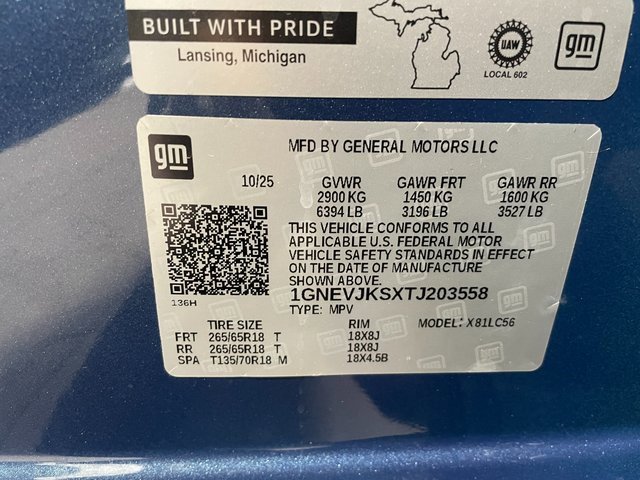 BUILT WITH PRIDE
Lansing, Michigan
UAW
LOCAL 602
gm
gm
MFD BY GENERAL MOTORS LLC
10/25 GVWR GAWR FRT GAWR RR
2900 KG 1450 KG 1600 KG
6394 LB 3196 LB 3527 LB
THIS VEHICLE CONFORMS TO ALL
APPLICABLE U.S. FEDERAL MOTOR
VEHICLE SAFETY STANDARDS IN EFFECT
ON THE DATE OF MANUFACTURE
SHOWN ABOVE.
136H
1GNEVJKSXTJ203558
TYPE: MPV MODEL: X81LC56
TIRE SIZE RIM
FRT 265/65R18 T 18X8J
RR 265/65R18 T 18X8J
SPA T135/70R18 M 18X4.5B